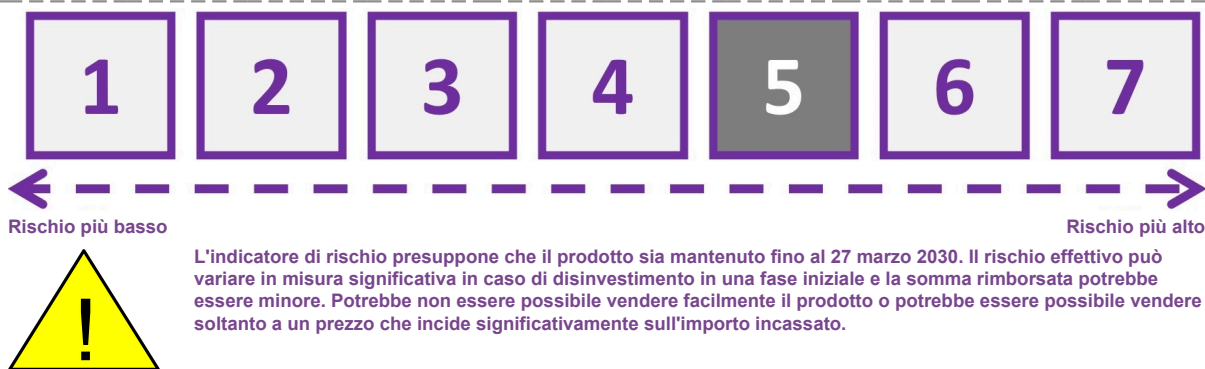 1 2 3 4 5 6 7
Rischio più basso Rischio più alto
L'indicatore di rischio presuppone che il prodotto sia mantenuto fino al 27 marzo 2030. Il rischio effettivo può
variare in misura significativa in caso di disinvestimento in una fase iniziale e la somma rimborsata potrebbe
essere minore. Potrebbe non essere possibile vendere facilmente il prodotto o potrebbe essere possibile vendere
soltanto a un prezzo che incide significativamente sull'importo incassato.
!